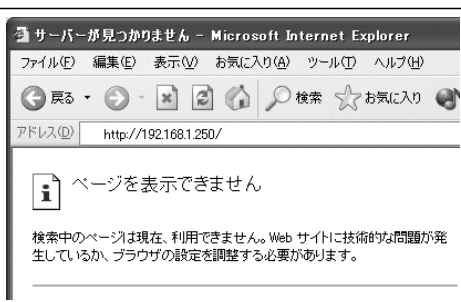 サーバーが見つかりません - Microsoft Internet Explorer
ファイル(F) 編集(E) 表示(V) お気に入り(A) ツール(T) ヘルプ(H)
戻る 検索 お気に入り
アドレス(D) http://192.168.1.250/
ページを表示できません
検索中のページは現在、利用できません。Web サイトに技術的な問題が発
生しているか、ブラウザの設定を調整する必要があります。